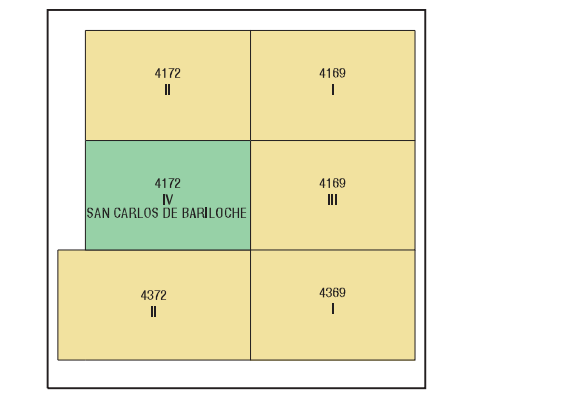 4172
II
4169
I
4172
IV
SAN CARLOS DE BARILOCHE
4169
III
4372
II
4369
I